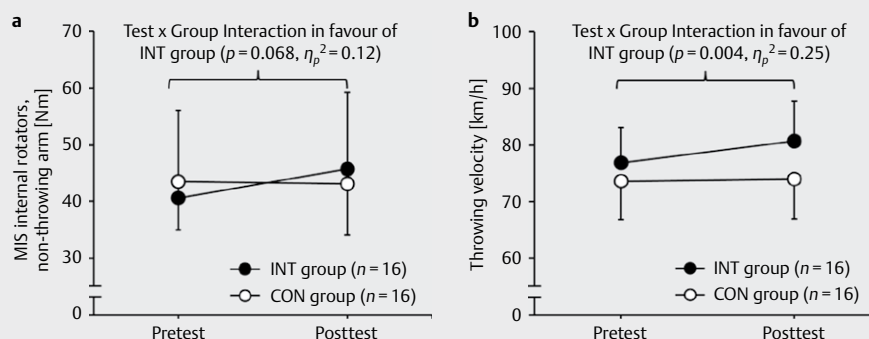 a
Test x Group Interaction in favour of
INT group (p = 0.068, ηp² = 0.12)
MIS internal rotators,
non-throwing arm [Nm]
70
60
50
40
30
0
INT group (n = 16)
CON group (n = 16)
Pretest
Posttest
b
Test x Group Interaction in favour of
INT group (p = 0.004, ηp² = 0.25)
Throwing velocity [km/h]
100
90
80
70
60
0
INT group (n = 16)
CON group (n = 16)
Pretest
Posttest